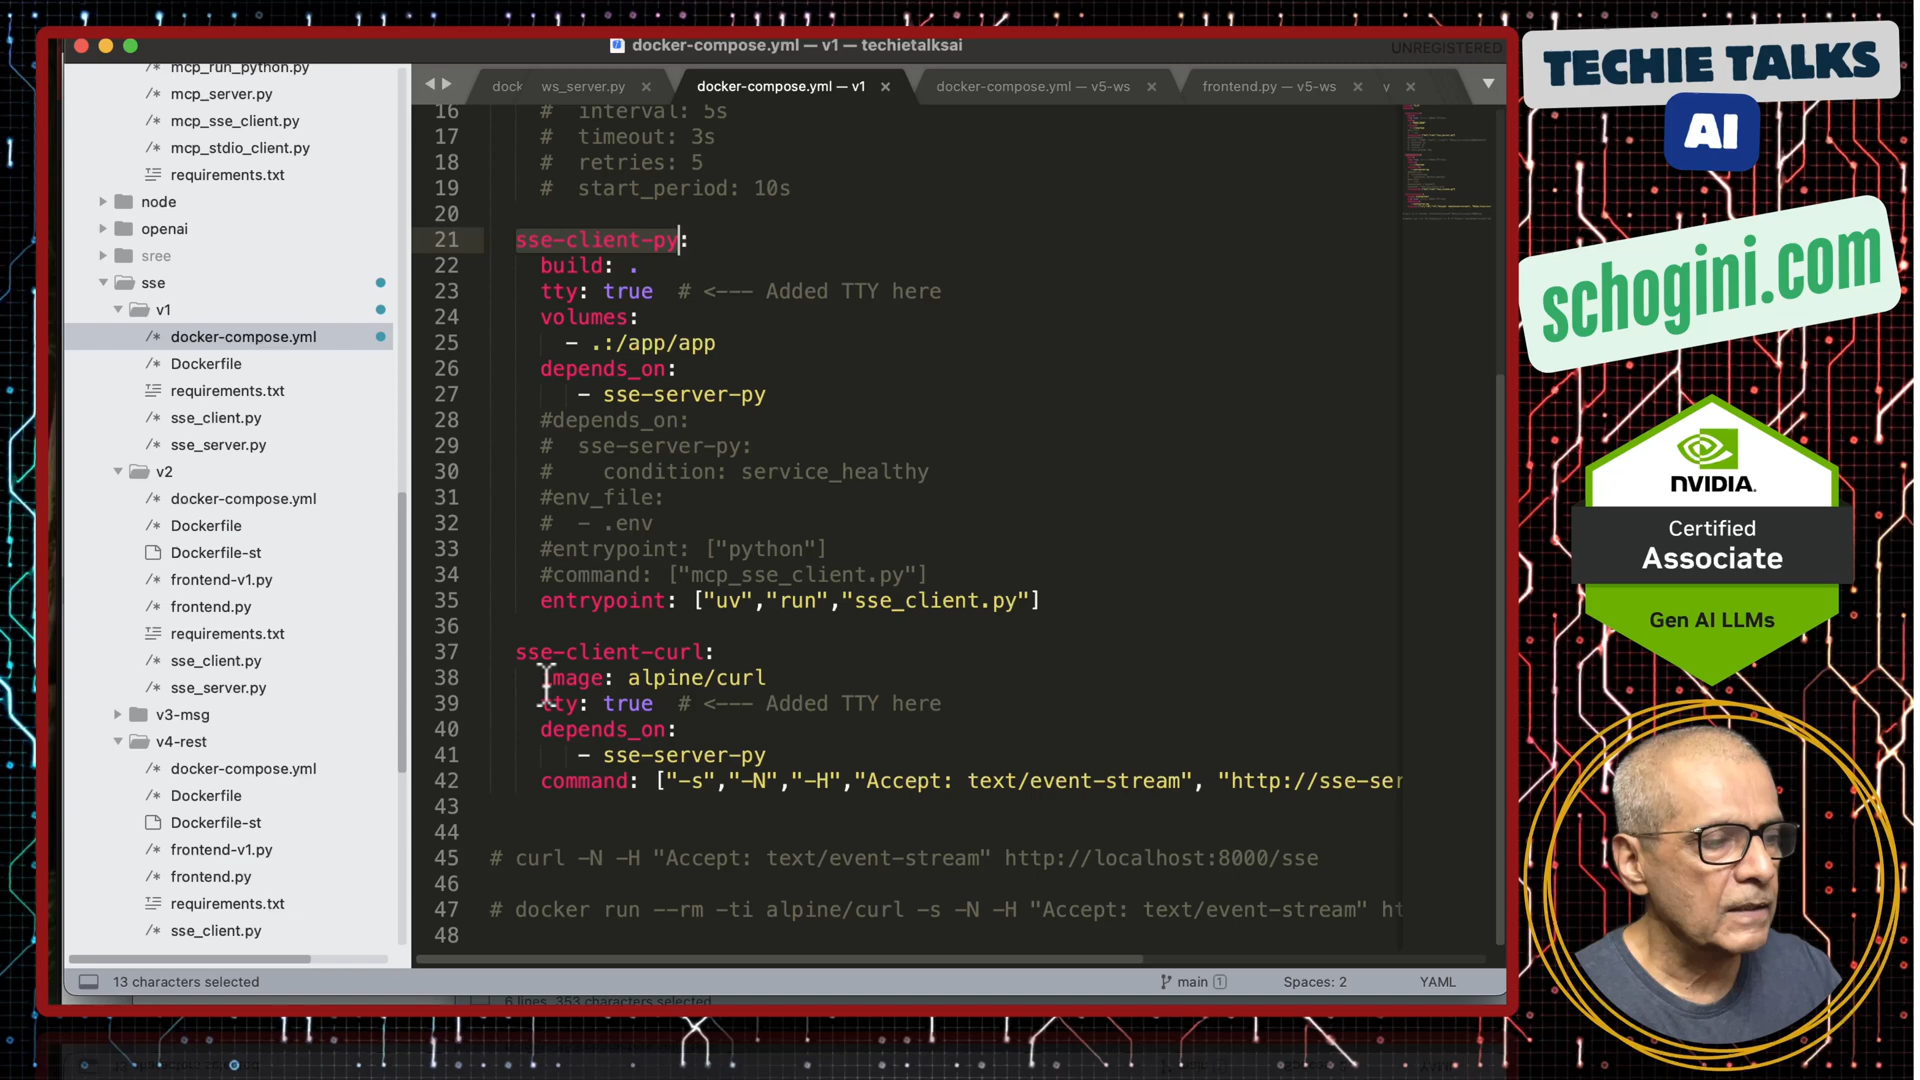 docker-compose.yml — v1 — techietalksai
UNREGISTERED
mcp_run_python.py
mcp_server.py
mcp_sse_client.py
mcp_stdio_client.py
requirements.txt
node
openai
sree
sse
v1
docker-compose.yml
Dockerfile
requirements.txt
sse_client.py
sse_server.py
v2
docker-compose.yml
Dockerfile
Dockerfile-st
frontend-v1.py
frontend.py
requirements.txt
sse_client.py
sse_server.py
v3-msg
v4-rest
docker-compose.yml
Dockerfile
Dockerfile-st
frontend-v1.py
frontend.py
requirements.txt
sse_client.py
dock ws_server.py × docker-compose.yml — v1 × docker-compose.yml — v5-ws × frontend.py — v5-ws × v ×
16 # interval: 5s
17 # timeout: 3s
18 # retries: 5
19 # start_period: 10s
20
21 sse-client-py:
22 build: .
23 tty: true # <--- Added TTY here
24 volumes:
25 - .:/app/app
26 depends_on:
27 - sse-server-py
28 #depends_on:
29 # sse-server-py:
30 # condition: service_healthy
31 #env_file:
32 # - .env
33 #entrypoint: ["python"]
34 #command: ["mcp_sse_client.py"]
35 entrypoint: ["uv","run","sse_client.py"]
36
37 sse-client-curl:
38 image: alpine/curl
39 tty: true # <--- Added TTY here
40 depends_on:
41 - sse-server-py
42 command: ["-s","-N","-H","Accept: text/event-stream", "http://sse-ser
43
44
45 # curl -N -H "Accept: text/event-stream" http://localhost:8000/sse
46
47 # docker run --rm -ti alpine/curl -s -N -H "Accept: text/event-stream" ht
48
13 characters selected
main 1
Spaces: 2
YAML
6 lines, 353 characters selected
TECHIE TALKS
AI
schogini.com
NVIDIA.
Certified
Associate
Gen AI LLMs